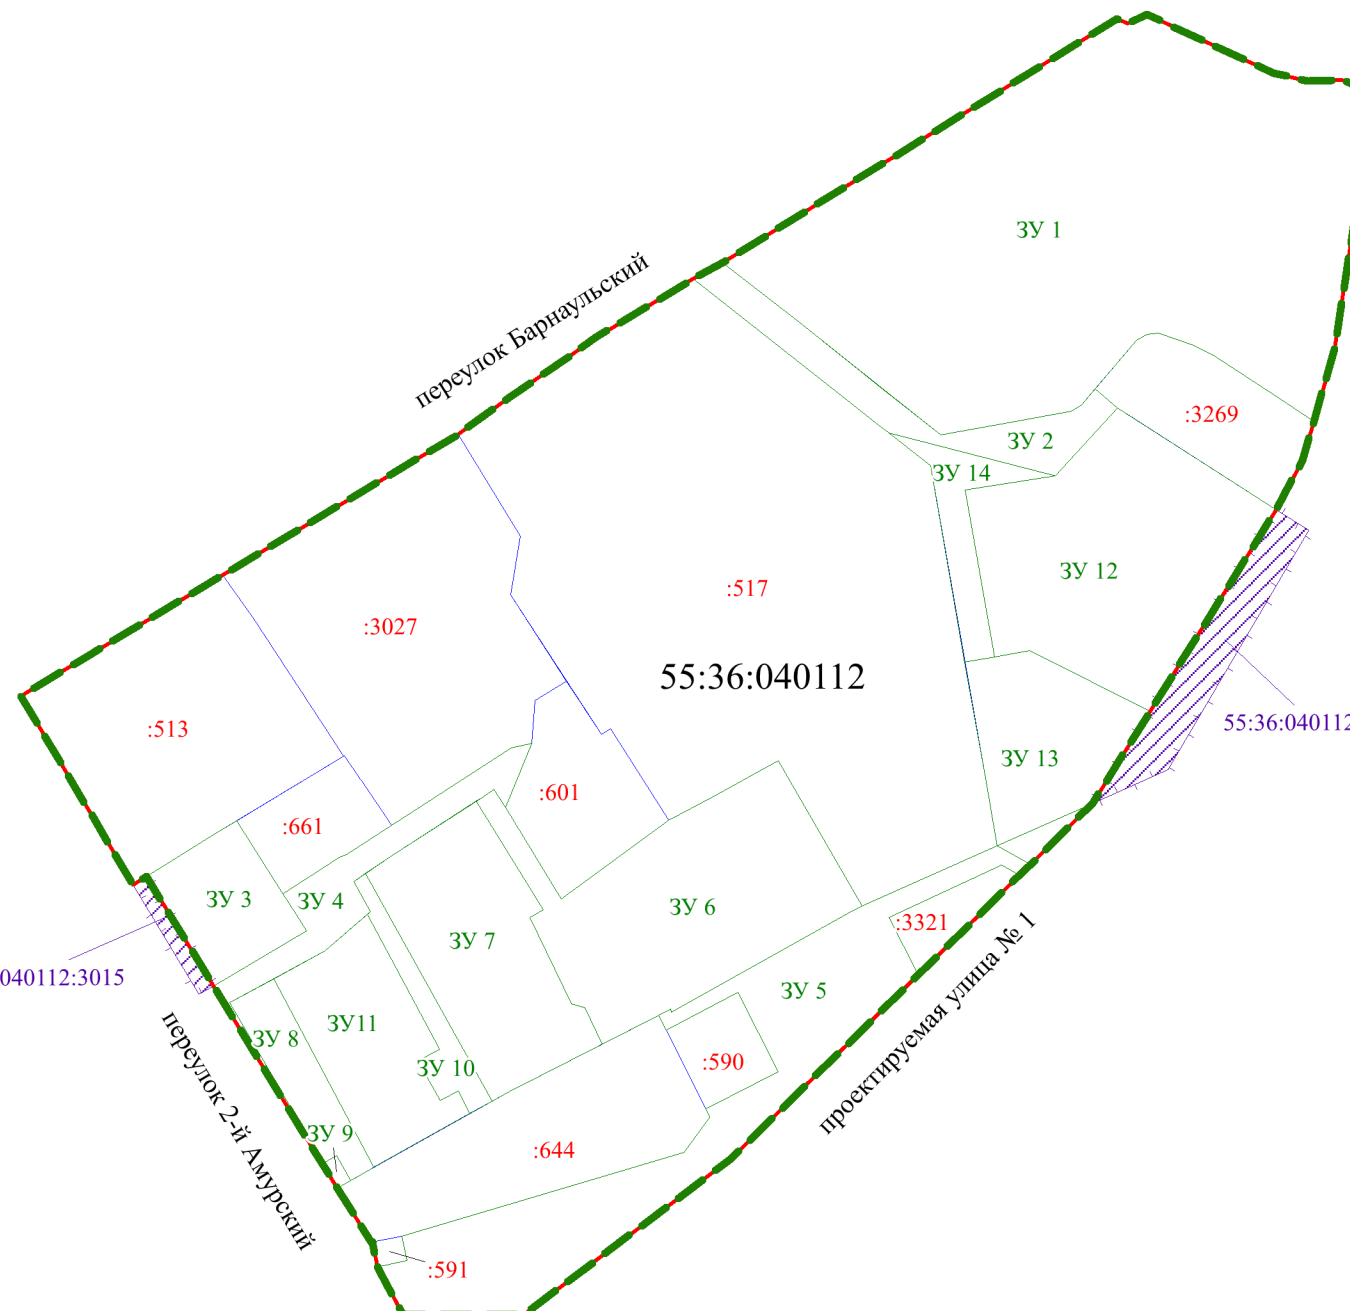 ЗУ 1
переулок Барнаульский
:3269
ЗУ 2
ЗУ 14
ЗУ 12
:517
:3027
55:36:040112
55:36:040112
:513
ЗУ 13
:601
:661
ЗУ 3
ЗУ 4
ЗУ 6
:3321
ЗУ 7
040112:3015
ЗУ 5
проектируемая улица № 1
ЗУ11
ЗУ 8
ЗУ 10
:590
переулок 2-й Амурский
ЗУ 9
:644
:591